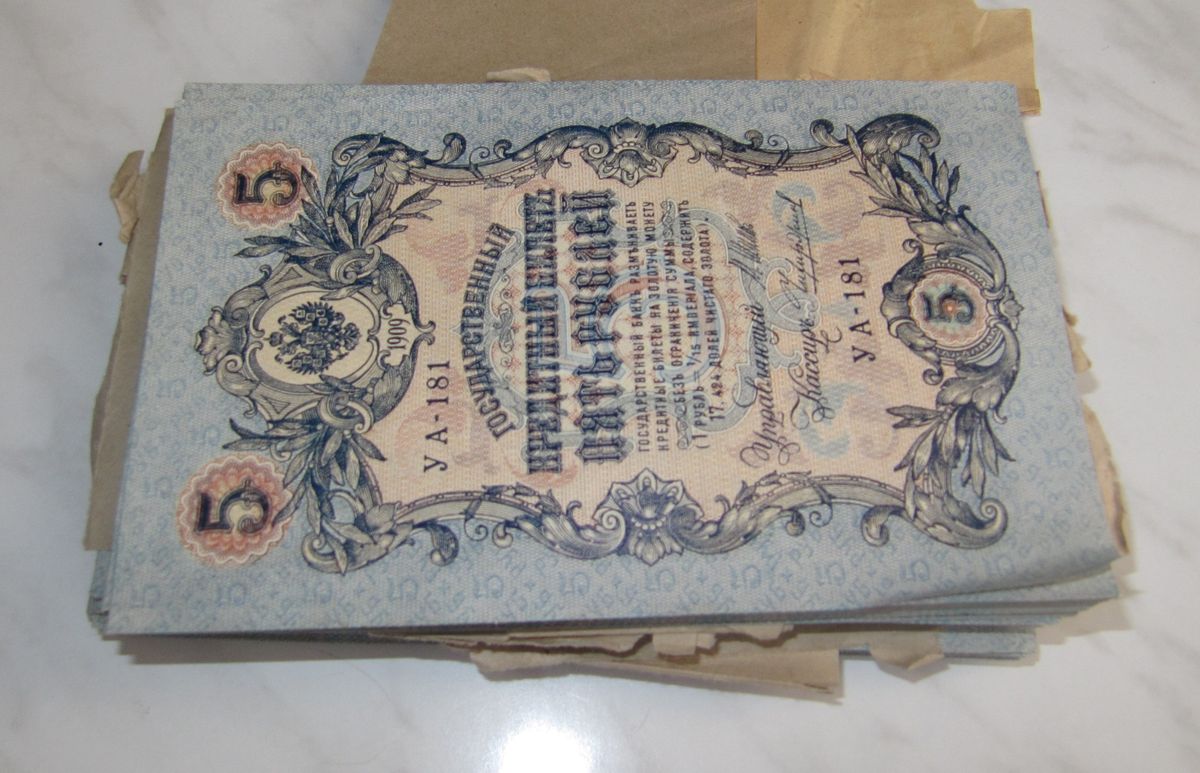 5 5
1909
УА-181
ГОСУДАРСТВЕННЫЙ
КРЕДИТНЫЙ БИЛЕТЪ
ПЯТЬ РУБЛЕЙ
ГОСУДАРСТВЕННЫЙ БАНКЪ РАЗМѢНИВАЕТЪ
КРЕДИТНЫЕ БИЛЕТЫ НА ЗОЛОТУЮ МОНЕТУ
БЕЗЪ ОГРАНИЧЕНІЯ СУММЫ
(1 РУБЛЬ = 1/15 ИМПЕРІАЛА, СОДЕРЖИТЪ
17,424 ДОЛЕЙ ЧИСТАГО ЗОЛОТА).
Управляющій
Кассиръ
УА-181
5